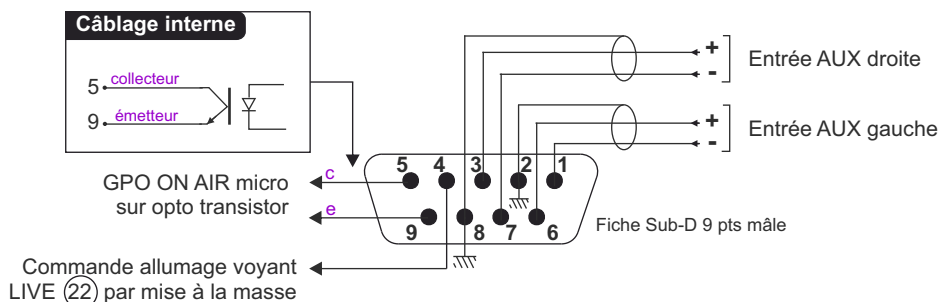 Câblage interne
5 collecteur
9 émetteur
+
-
Entrée AUX droite
+
-
Entrée AUX gauche
5 4 3 2 1
9 8 7 6
c
e
GPO ON AIR micro
sur opto transistor
Fiche Sub-D 9 pts mâle
Commande allumage voyant
LIVE (22) par mise à la masse